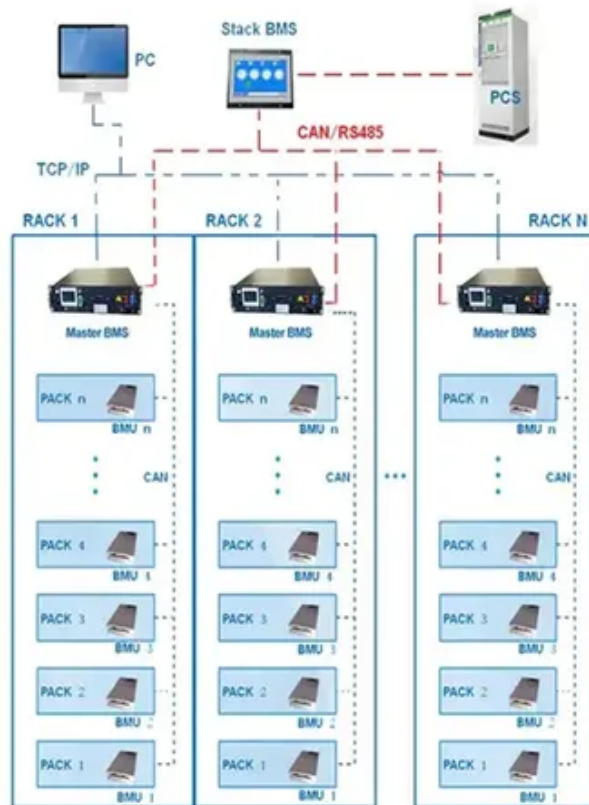 Stack BMS
PC
PCS
CAN/RS485
TCP/IP
RACK 1
RACK 2
RACK N
Master BMS
Master BMS
Master BMS
PACK n
BMU n
PACK n
BMU n
PACK n
BMU n
CAN
CAN
CAN
PACK 4
BMU 4
PACK 4
BMU 4
PACK 4
BMU 4
PACK 3
BMU 3
PACK 3
BMU 3
PACK 3
BMU 3
PACK 2
BMU 2
PACK 2
BMU 2
PACK 2
BMU 2
PACK 1
BMU 1
PACK 1
BMU 1
PACK 1
BMU 1